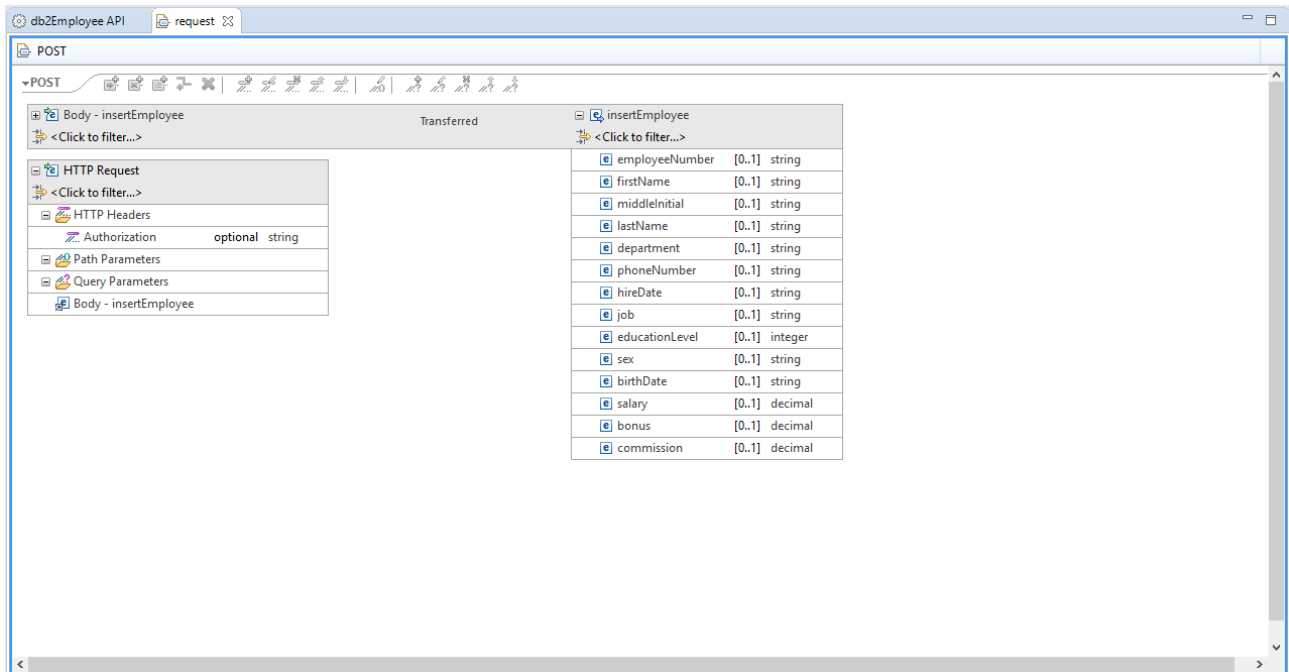 db2Employee API request
POST
POST
Body - insertEmployee
<Click to filter...>
Transferred
insertEmployee
<Click to filter...>
HTTP Request
<Click to filter...>
HTTP Headers
Authorization optional string
Path Parameters
Query Parameters
Body - insertEmployee
employeeNumber [0..1] string
firstName [0..1] string
middleInitial [0..1] string
lastName [0..1] string
department [0..1] string
phoneNumber [0..1] string
hireDate [0..1] string
job [0..1] string
educationLevel [0..1] integer
sex [0..1] string
birthDate [0..1] string
salary [0..1] decimal
bonus [0..1] decimal
commission [0..1] decimal